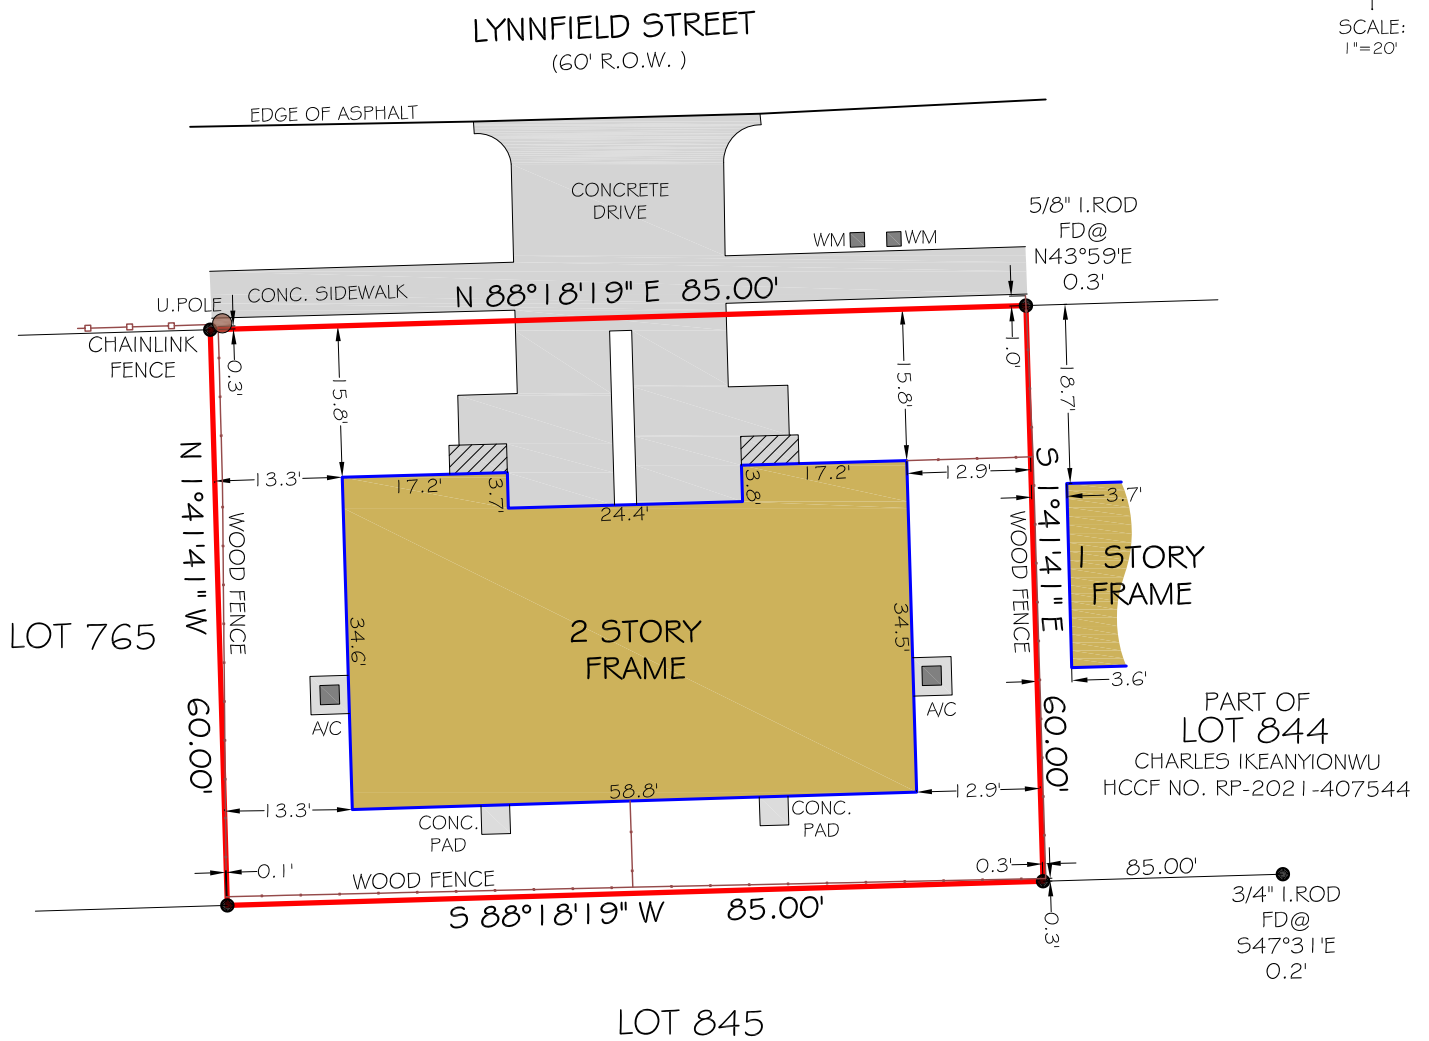 LYNNFIELD STREET
(60' R.O.W. )
SCALE:
1"=20'
EDGE OF ASPHALT
CONCRETE
DRIVE
5/8" I.ROD
FD@
N43°59'E
0.3'
WM
WM
U.POLE
CONC. SIDEWALK
N 88°18'19" E 85.00'
CHAINLINK
FENCE
0.3'
15.8'
15.8'
1.0'
18.7'
N 1°41'41" W 60.00'
S 1°41'41" E 60.00'
13.3'
17.2'
3.7'
24.4'
3.8'
17.2'
12.9'
3.7'
WOOD FENCE
WOOD FENCE
1 STORY
FRAME
LOT 765
34.6'
2 STORY
FRAME
34.5'
3.6'
A/C
A/C
PART OF
LOT 844
CHARLES IKEANYIONWU
HCCF NO. RP-2021-407544
13.3'
58.8'
12.9'
CONC.
PAD
CONC.
PAD
0.1'
WOOD FENCE
0.3'
85.00'
S 88°18'19" W 85.00'
0.3'
3/4" I.ROD
FD@
S47°31'E
0.2'
LOT 845